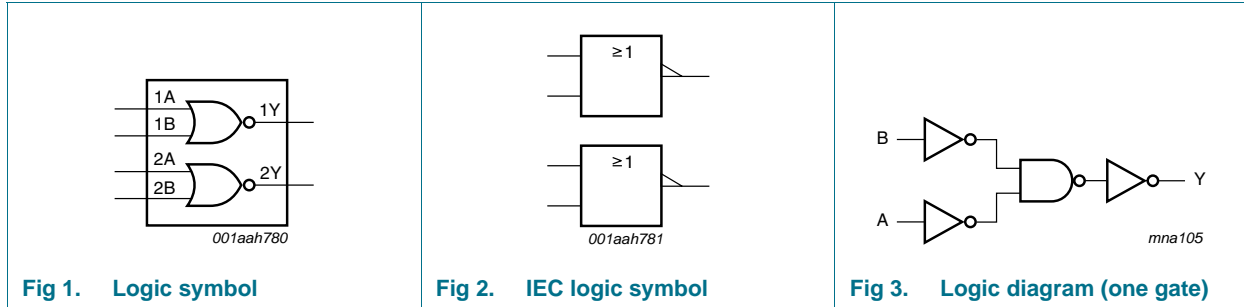 1A
1B
1Y
2A
2B
2Y
001aah780
Fig 1. Logic symbol
≥1
≥1
001aah781
Fig 2. IEC logic symbol
B
A
Y
mna105
Fig 3. Logic diagram (one gate)